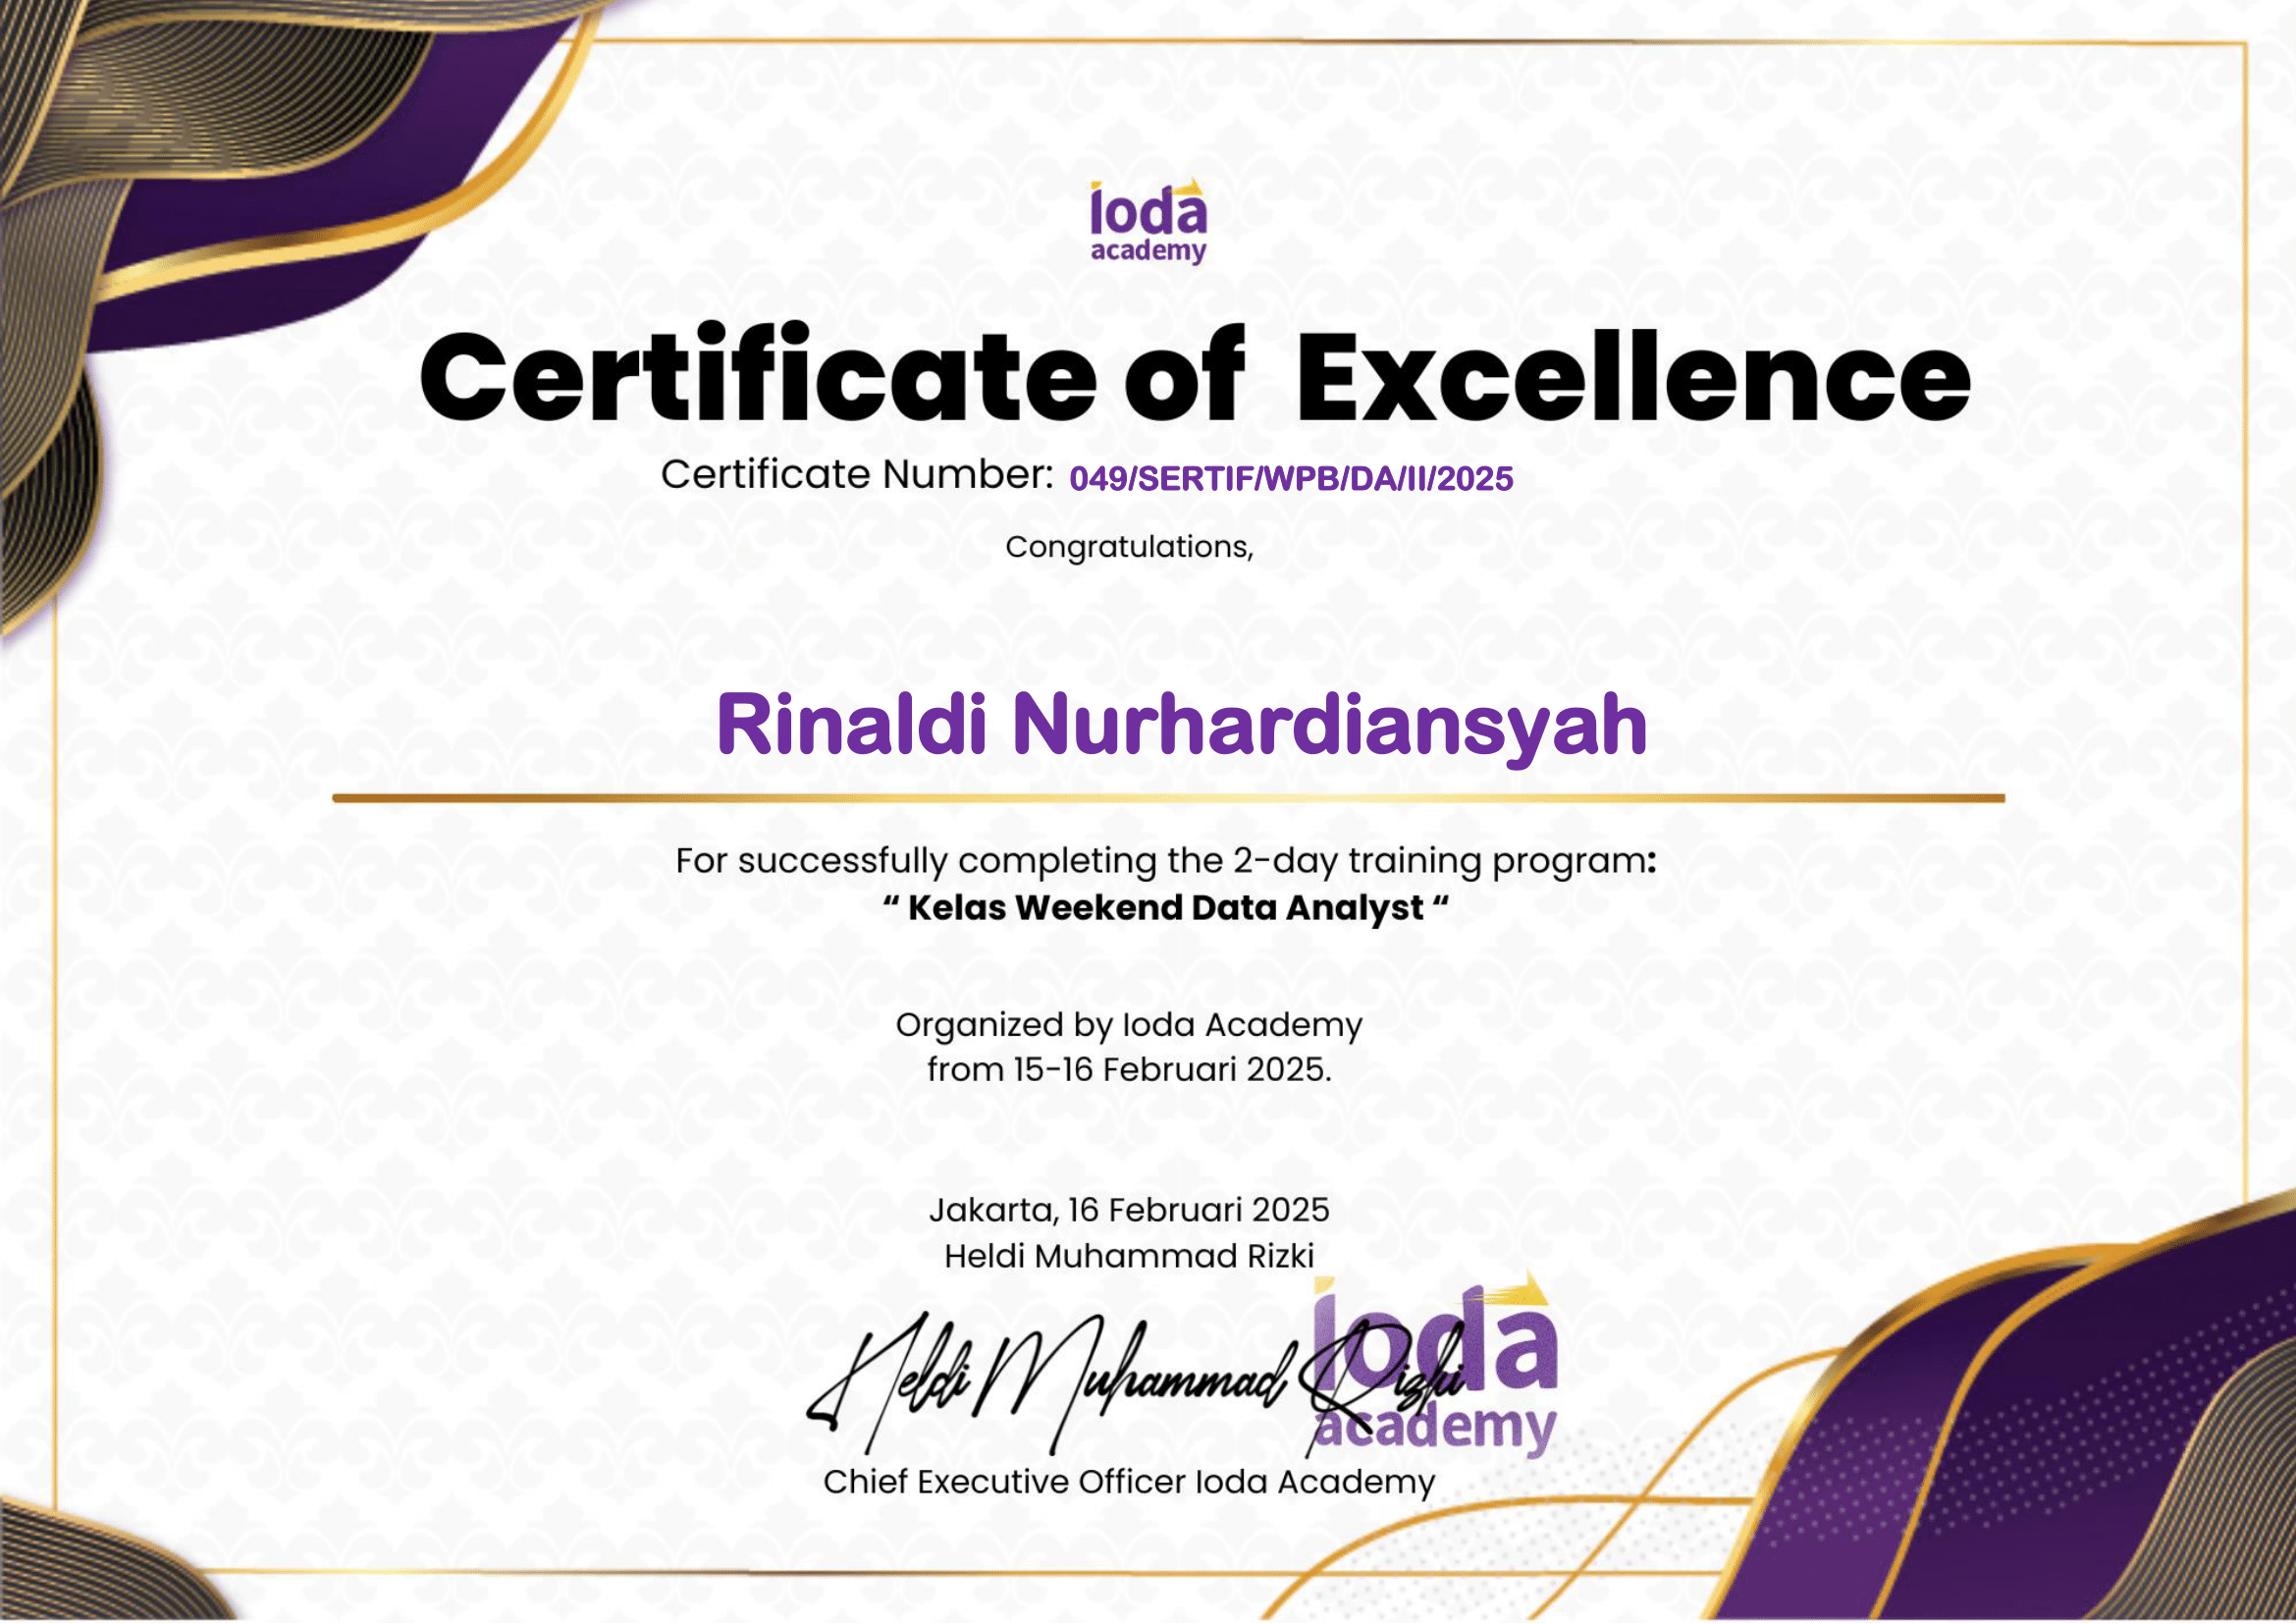 ioda
academy
Certificate of Excellence
Certificate Number: 049/SERTIF/WPB/DA/II/2025
Congratulations,
Rinaldi Nurhardiansyah
For successfully completing the 2-day training program:
“ Kelas Weekend Data Analyst “
Organized by Ioda Academy
from 15-16 Februari 2025.
Jakarta, 16 Februari 2025
Heldi Muhammad Rizki
Heldi Muhammad Rizki
ioda
academy
Chief Executive Officer Ioda Academy